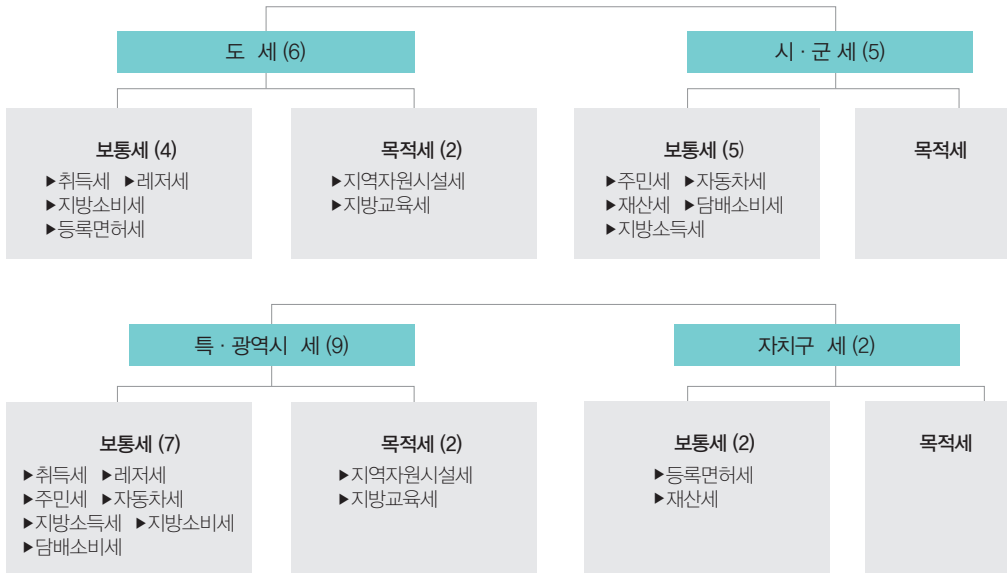 도 세 (6)
시 · 군 세 (5)
보통세 (4)
▶취득세 ▶레저세
▶지방소비세
▶등록면허세
목적세 (2)
▶지역자원시설세
▶지방교육세
보통세 (5)
▶주민세 ▶자동차세
▶재산세 ▶담배소비세
▶지방소득세
목적세
특 · 광역시 세 (9)
자치구 세 (2)
보통세 (7)
▶취득세 ▶레저세
▶주민세 ▶자동차세
▶지방소득세 ▶지방소비세
▶담배소비세
목적세 (2)
▶지역자원시설세
▶지방교육세
보통세 (2)
▶등록면허세
▶재산세
목적세